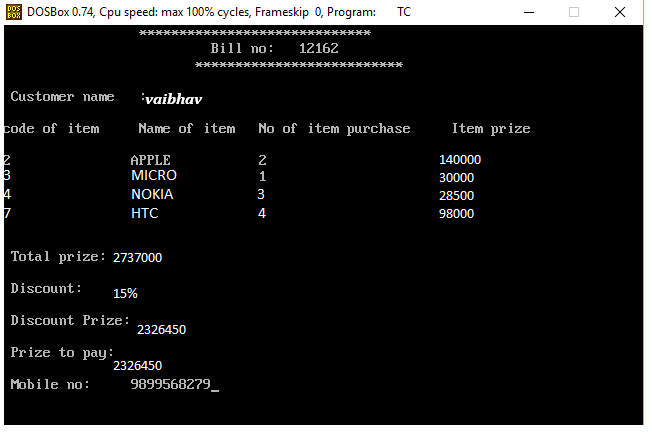 DOSBox 0.74, Cpu speed: max 100% cycles, Frameskip 0, Program: TC
*****************************
Bill no: 12162
**************************
Customer name :vaibhav
code of item Name of item No of item purchase Item prize
2 APPLE 2 140000
3 MICRO 1 30000
4 NOKIA 3 28500
7 HTC 4 98000
Total prize: 2737000
Discount: 15%
Discount Prize: 2326450
Prize to pay: 2326450
Mobile no: 9899568279_